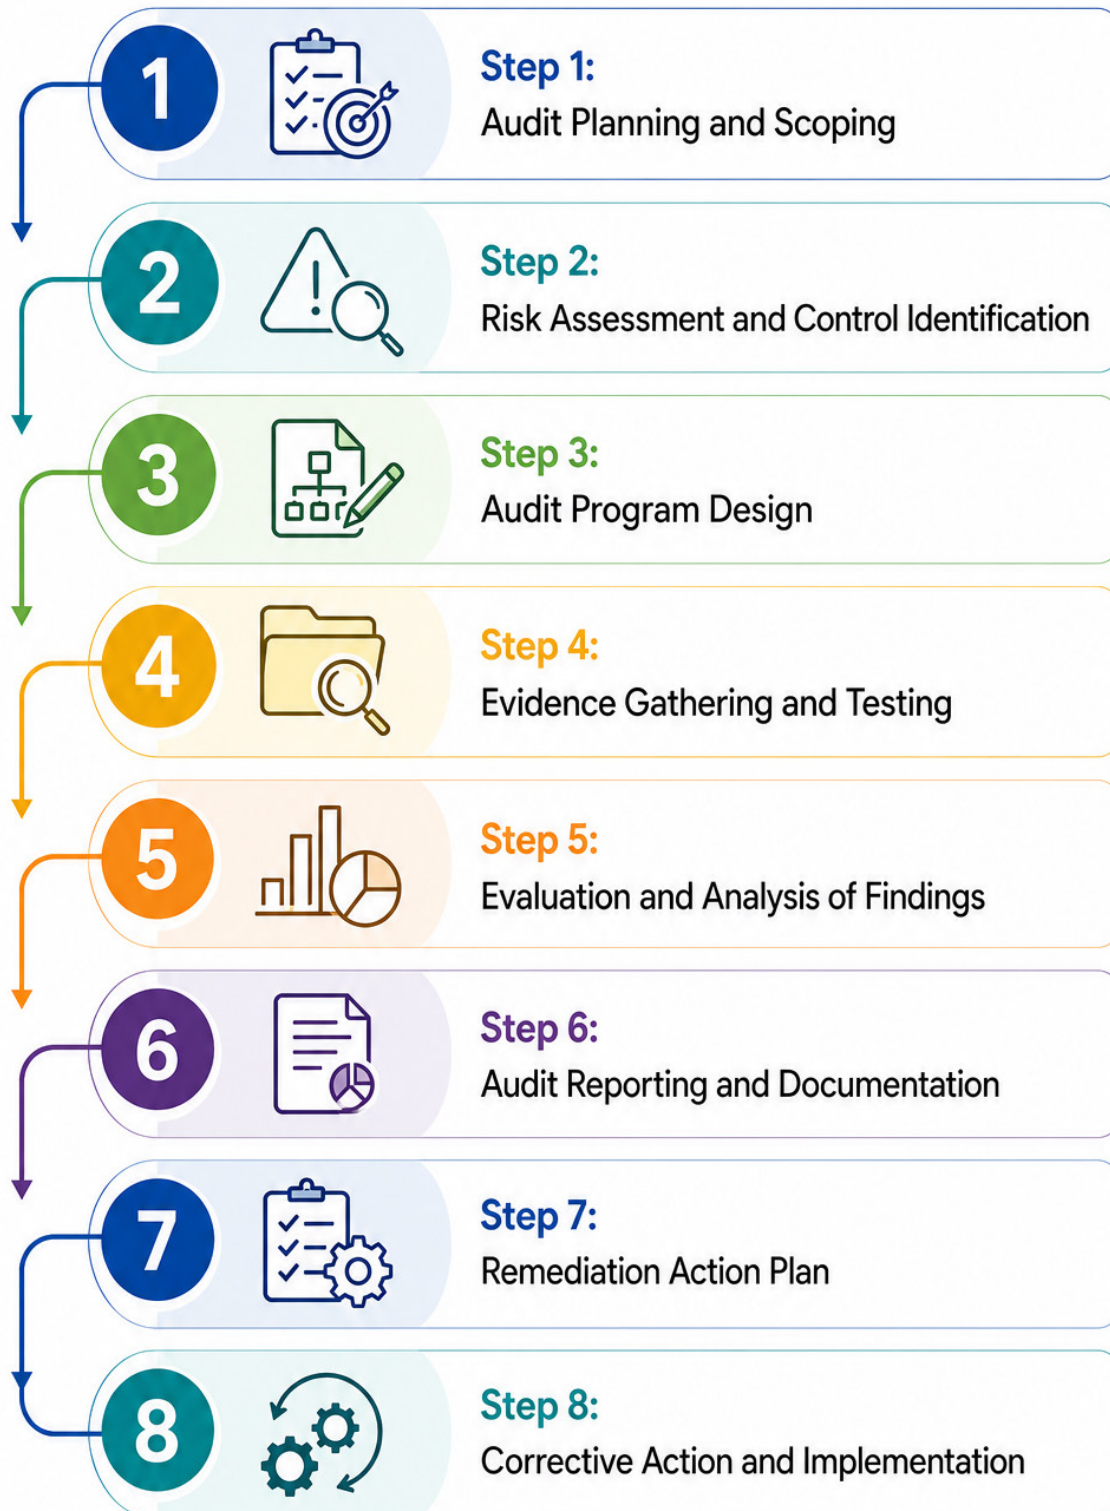 1
Step 1:
Audit Planning and Scoping
2
Step 2:
Risk Assessment and Control Identification
3
Step 3:
Audit Program Design
4
Step 4:
Evidence Gathering and Testing
5
Step 5:
Evaluation and Analysis of Findings
6
Step 6:
Audit Reporting and Documentation
7
Step 7:
Remediation Action Plan
8
Step 8:
Corrective Action and Implementation